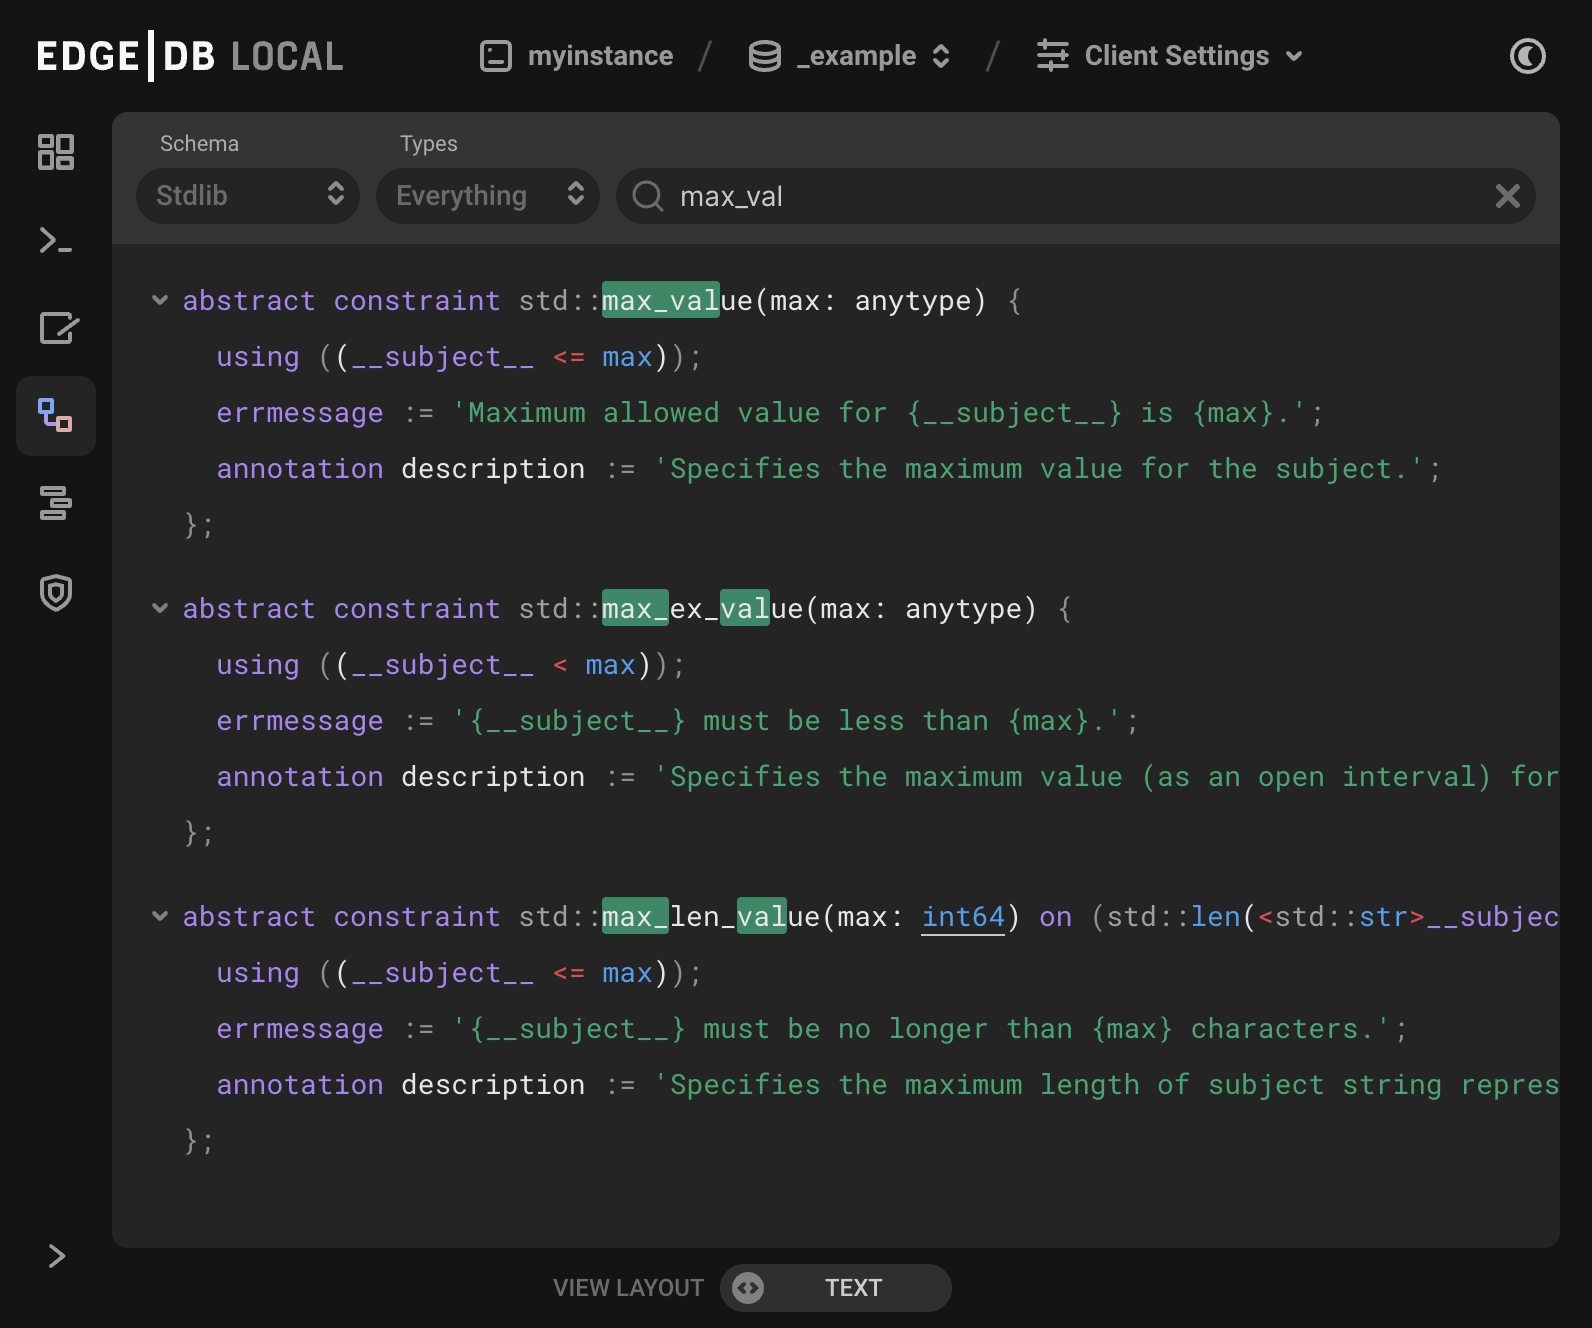 EDGE|DB LOCAL myinstance / _example / Client Settings
Schema Types
Stdlib Everything max_val
abstract constraint std::max_value(max: anytype) {
using ((__subject__ <= max));
errmessage := 'Maximum allowed value for {__subject__} is {max}.';
annotation description := 'Specifies the maximum value for the subject.';
};
abstract constraint std::max_ex_value(max: anytype) {
using ((__subject__ < max));
errmessage := '{__subject__} must be less than {max}.';
annotation description := 'Specifies the maximum value (as an open interval) for
};
abstract constraint std::max_len_value(max: int64) on (std::len(<std::str>__subjec
using ((__subject__ <= max));
errmessage := '{__subject__} must be no longer than {max} characters.';
annotation description := 'Specifies the maximum length of subject string repres
};
VIEW LAYOUT TEXT